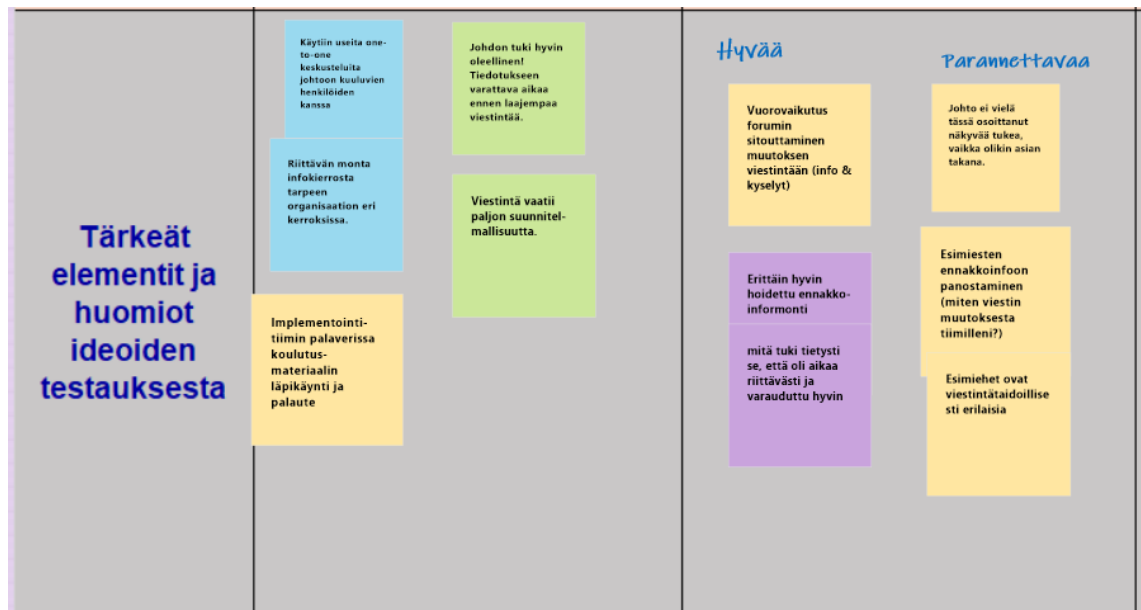 Tärkeät
elementit ja
huomiot
ideoiden
testauksesta
Käytiin useita one-
to-one
keskusteluita
johtoon kuuluvien
henkilöiden
kanssa
Riittävän monta
infokierrosta
tarpeen
organisaation eri
kerroksissa.
Implementointi-
tiimin palaverissa
koulutus-
materiaalin
läpikäynti ja
palaute
Johdon tuki hyvin
oleellinen!
Tiedotukseen
varattava aikaa
ennen laajempaa
viestintää.
Viestintä vaatii
paljon suunnitel-
mallisuutta.
Hyvää
Vuorovaikutus
forumin
sitouttaminen
muutoksen
viestintään (info &
kyselyt)
Erittäin hyvin
hoidettu ennakko-
informonti
mitä tuki tietysti
se, että oli aikaa
riittävästi ja
varauduttu hyvin
Parannettavaa
Johto ei vielä
tässä osoittanut
näkyvää tukea,
vaikka olikin asian
takana.
Esimiesten
ennakkoinfoon
panostaminen
(miten viestin
muutoksesta
tiimilleni?)
Esimiehet ovat
viestintätaidoillise
sti erilaisia